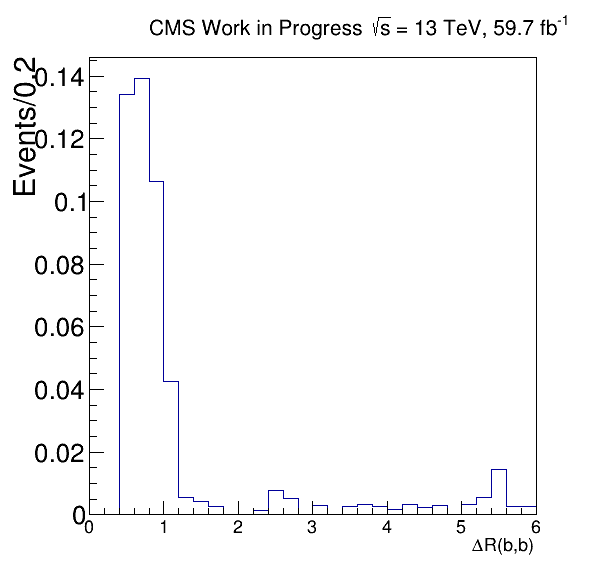 CMS Work in Progress √s = 13 TeV, 59.7 fb⁻¹
Events/0.2
0.14
0.12
0.1
0.08
0.06
0.04
0.02
0
0 1 2 3 4 5 6
ΔR(b,b)